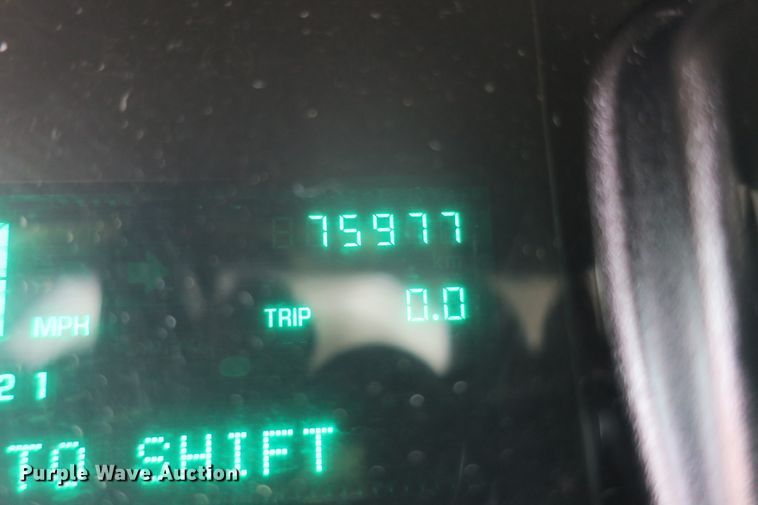 75977
MPH
TRIP 0.0
21
TO SHIFT
Purple Wave Auction